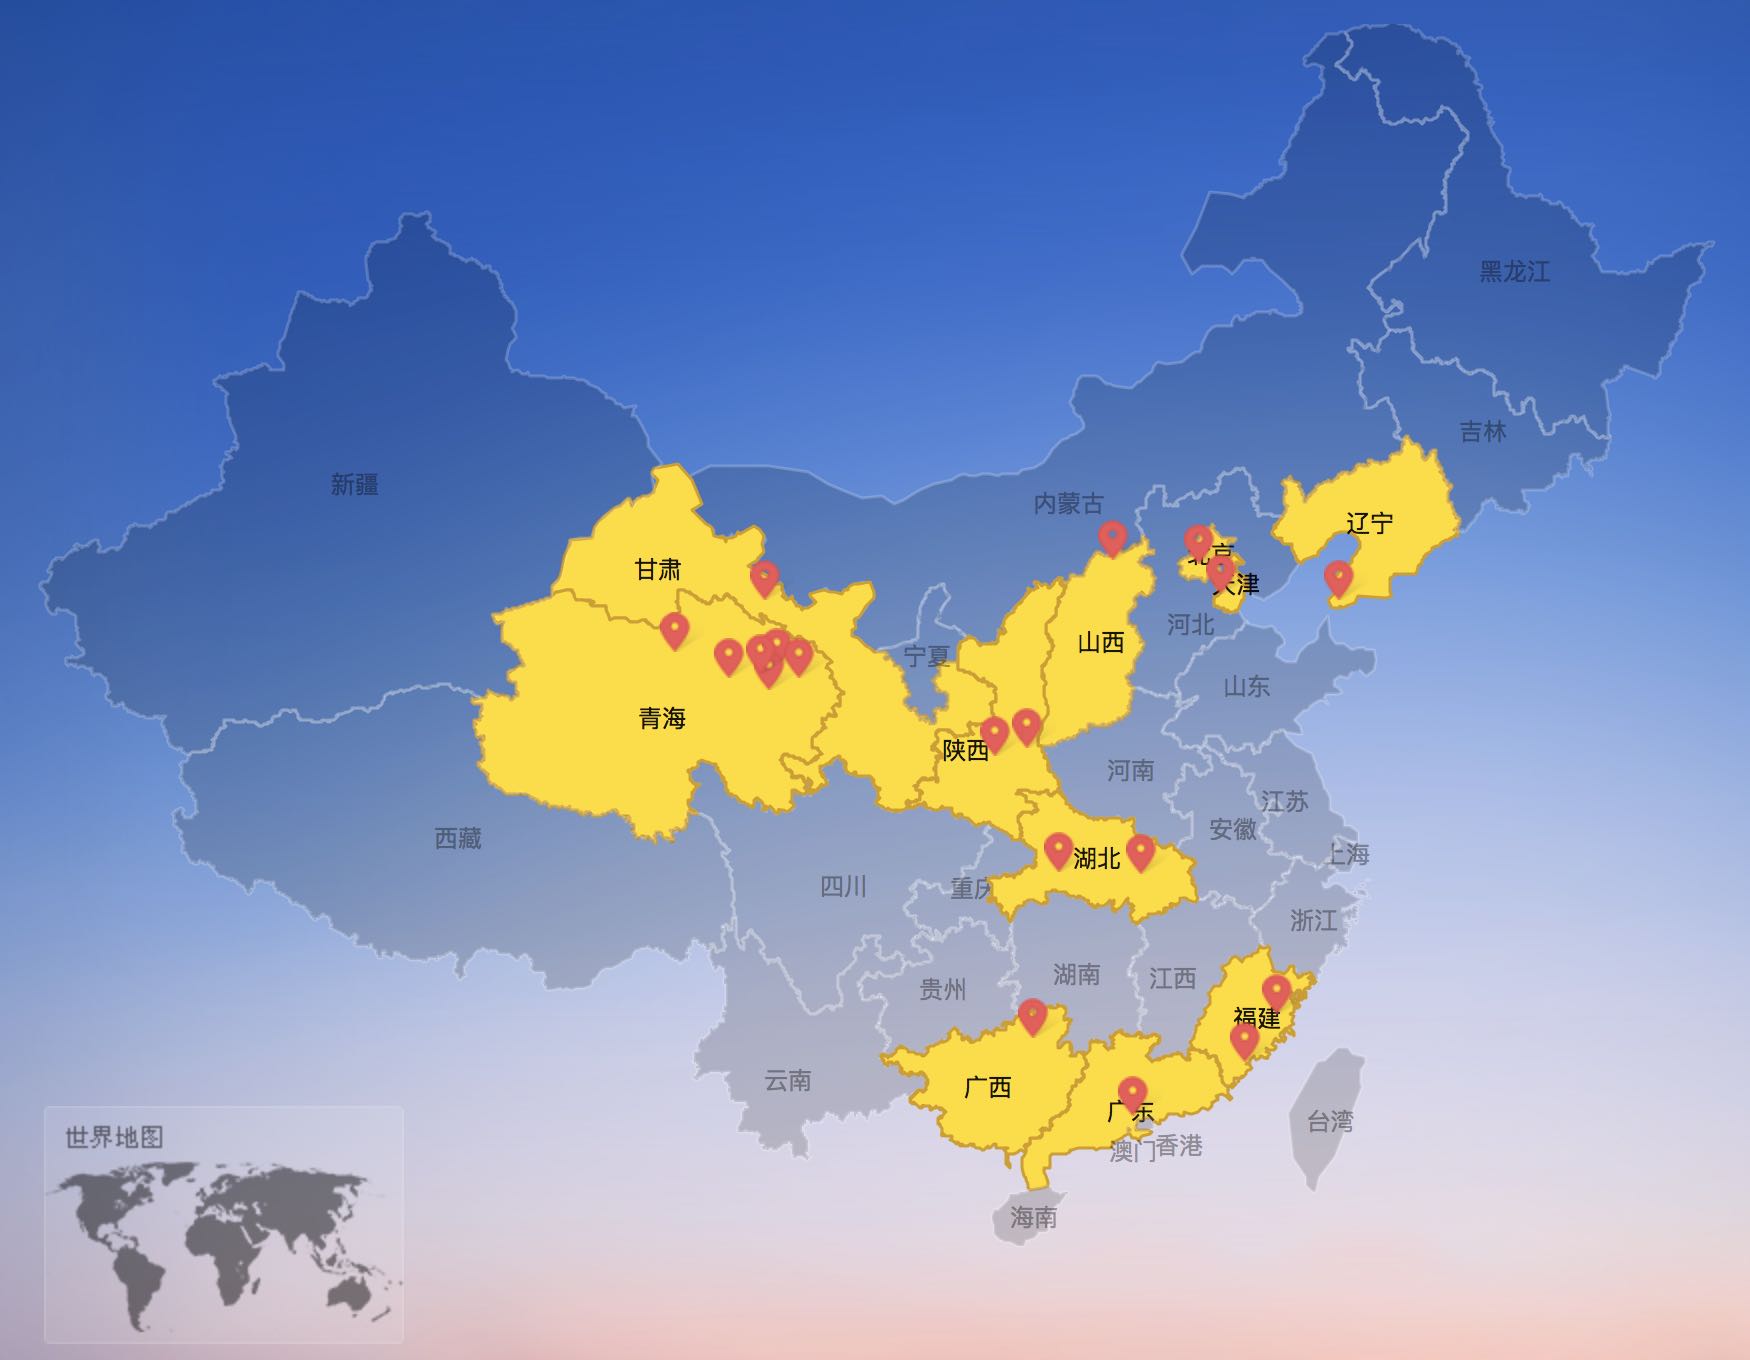 黑龙江
吉林
新疆
内蒙古
辽宁
北京
甘肃
天津
河北
山西
宁夏
山东
青海
陕西
河南
江苏
安徽
西藏
上海
湖北
四川
重庆
浙江
湖南
江西
贵州
福建
云南
广西
广东
台湾
澳门
香港
世界地图
海南